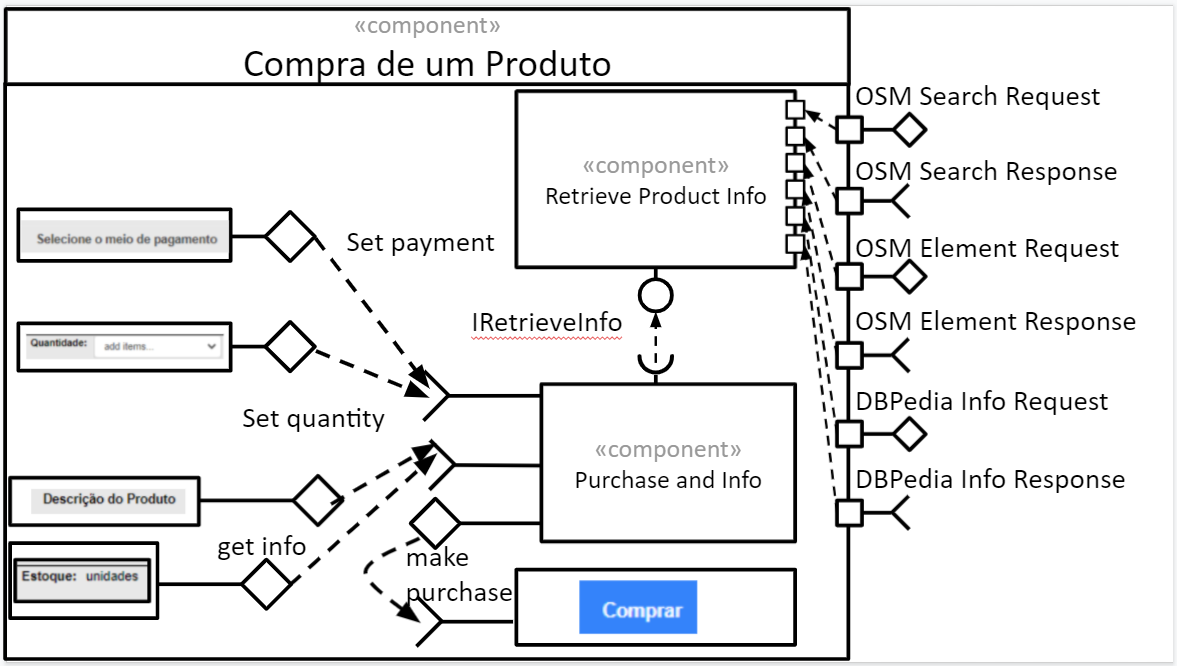 «component»
Compra de um Produto
OSM Search Request
«component»
Retrieve Product Info
OSM Search Response
Selecione o meio de pagamento
Set payment
OSM Element Request
IRetrieveInfo
OSM Element Response
Quantidade: add items...
Set quantity
DBPedia Info Request
«component»
Purchase and Info
DBPedia Info Response
Descrição do Produto
get info
make
purchase
Estoque: unidades
Comprar